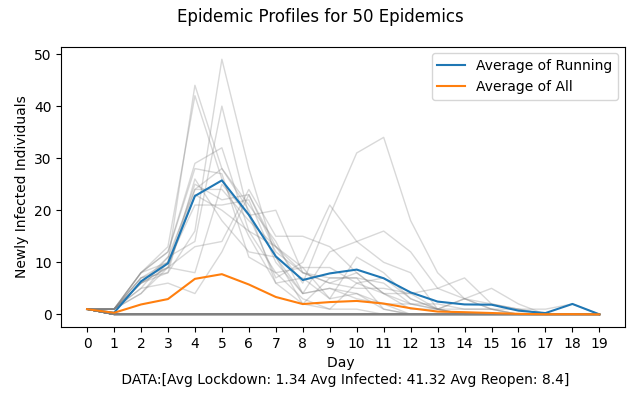 Epidemic Profiles for 50 Epidemics
50
40
30
20
10
0
Newly Infected Individuals
Average of Running
Average of All
0 1 2 3 4 5 6 7 8 9 10 11 12 13 14 15 16 17 18 19
Day
DATA:[Avg Lockdown: 1.34 Avg Infected: 41.32 Avg Reopen: 8.4]